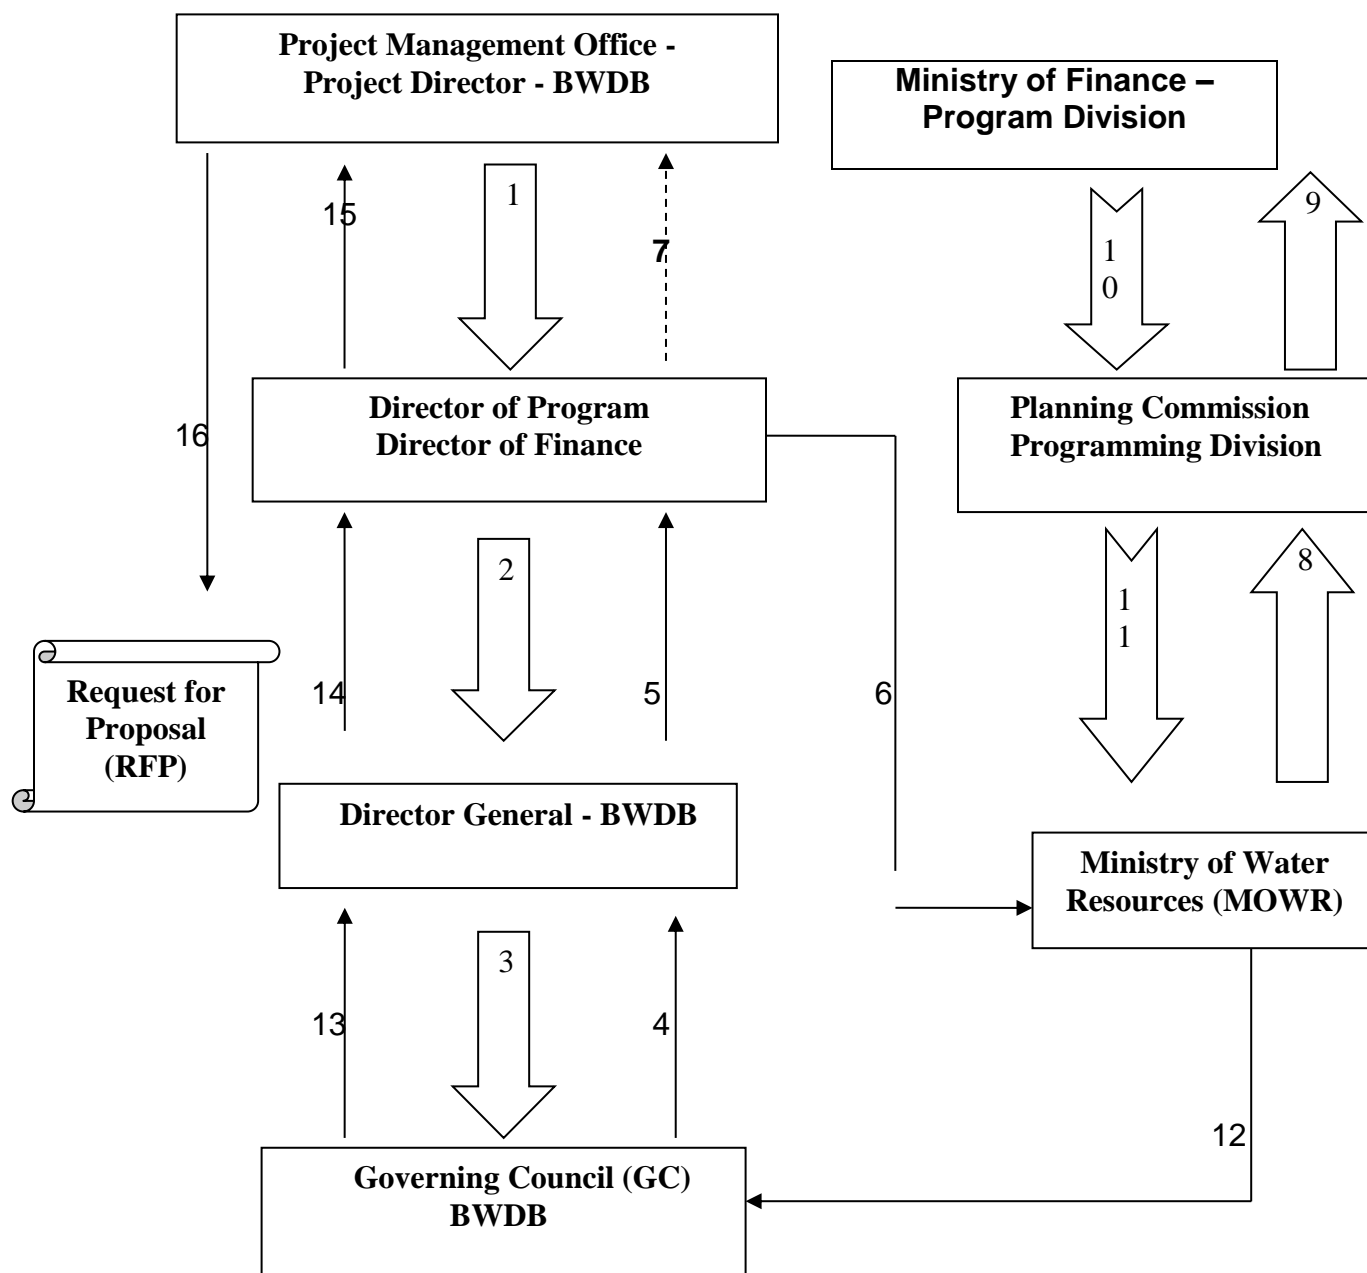 Project Management Office -
Project Director - BWDB
Ministry of Finance –
Program Division
15
1
7
1
0
9
16
Director of Program
Director of Finance
Planning Commission
Programming Division
2
8
1
1
14
5
6
Request for
Proposal
(RFP)
Director General - BWDB
Ministry of Water
Resources (MOWR)
3
13
4
12
Governing Council (GC)
BWDB